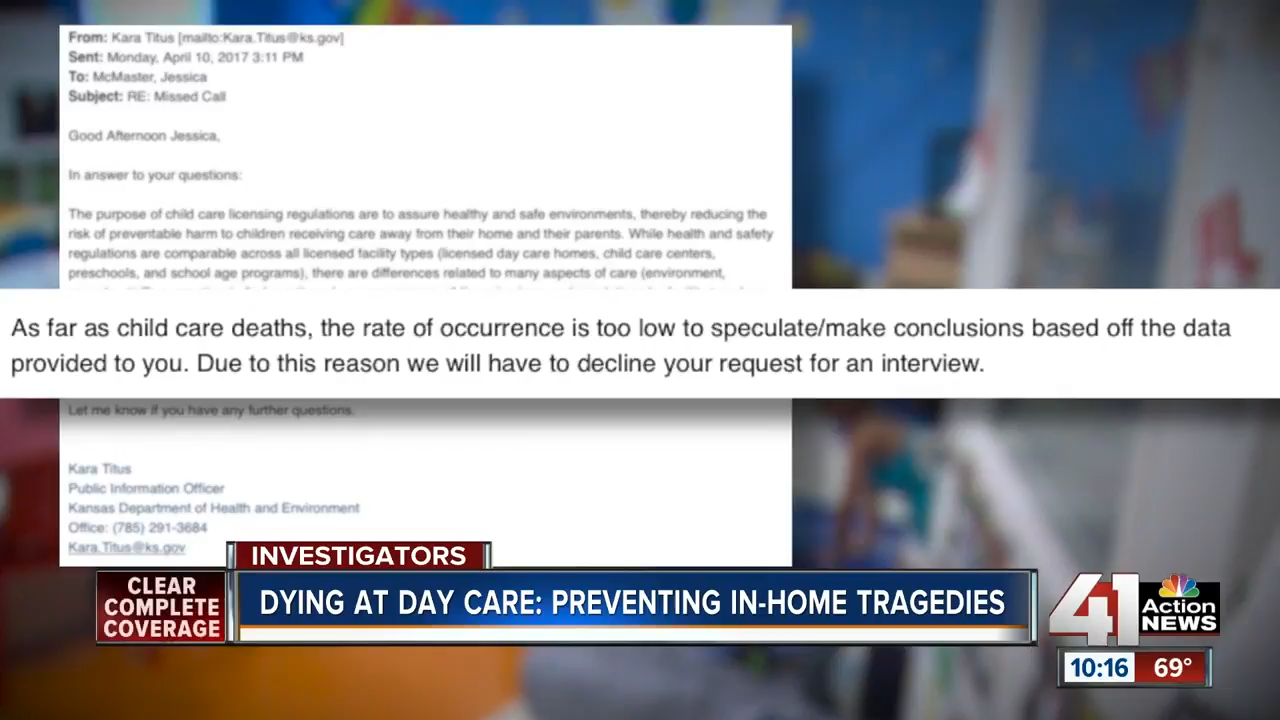 From: Kara Titus [mailto:Kara.Titus@ks.gov]
Sent: Monday, April 10, 2017 3:11 PM
To: McMaster, Jessica
Subject: RE: Missed Call
Good Afternoon Jessica,
In answer to your questions:
The purpose of child care licensing regulations are to assure healthy and safe environments, thereby reducing the
risk of preventable harm to children receiving care away from their home and their parents. While health and safety
regulations are comparable across all licensed facility types (licensed day care homes, child care centers,
preschools, and school age programs), there are differences related to many aspects of care (environment,
As far as child care deaths, the rate of occurrence is too low to speculate/make conclusions based off the data
provided to you. Due to this reason we will have to decline your request for an interview.
Let me know if you have any further questions.
Kara Titus
Public Information Officer
Kansas Department of Health and Environment
Office: (785) 291-3684
Kara.Titus@ks.gov
INVESTIGATORS
CLEAR
COMPLETE
COVERAGE
DYING AT DAY CARE: PREVENTING IN-HOME TRAGEDIES
41
Action
NEWS
10:16 69°